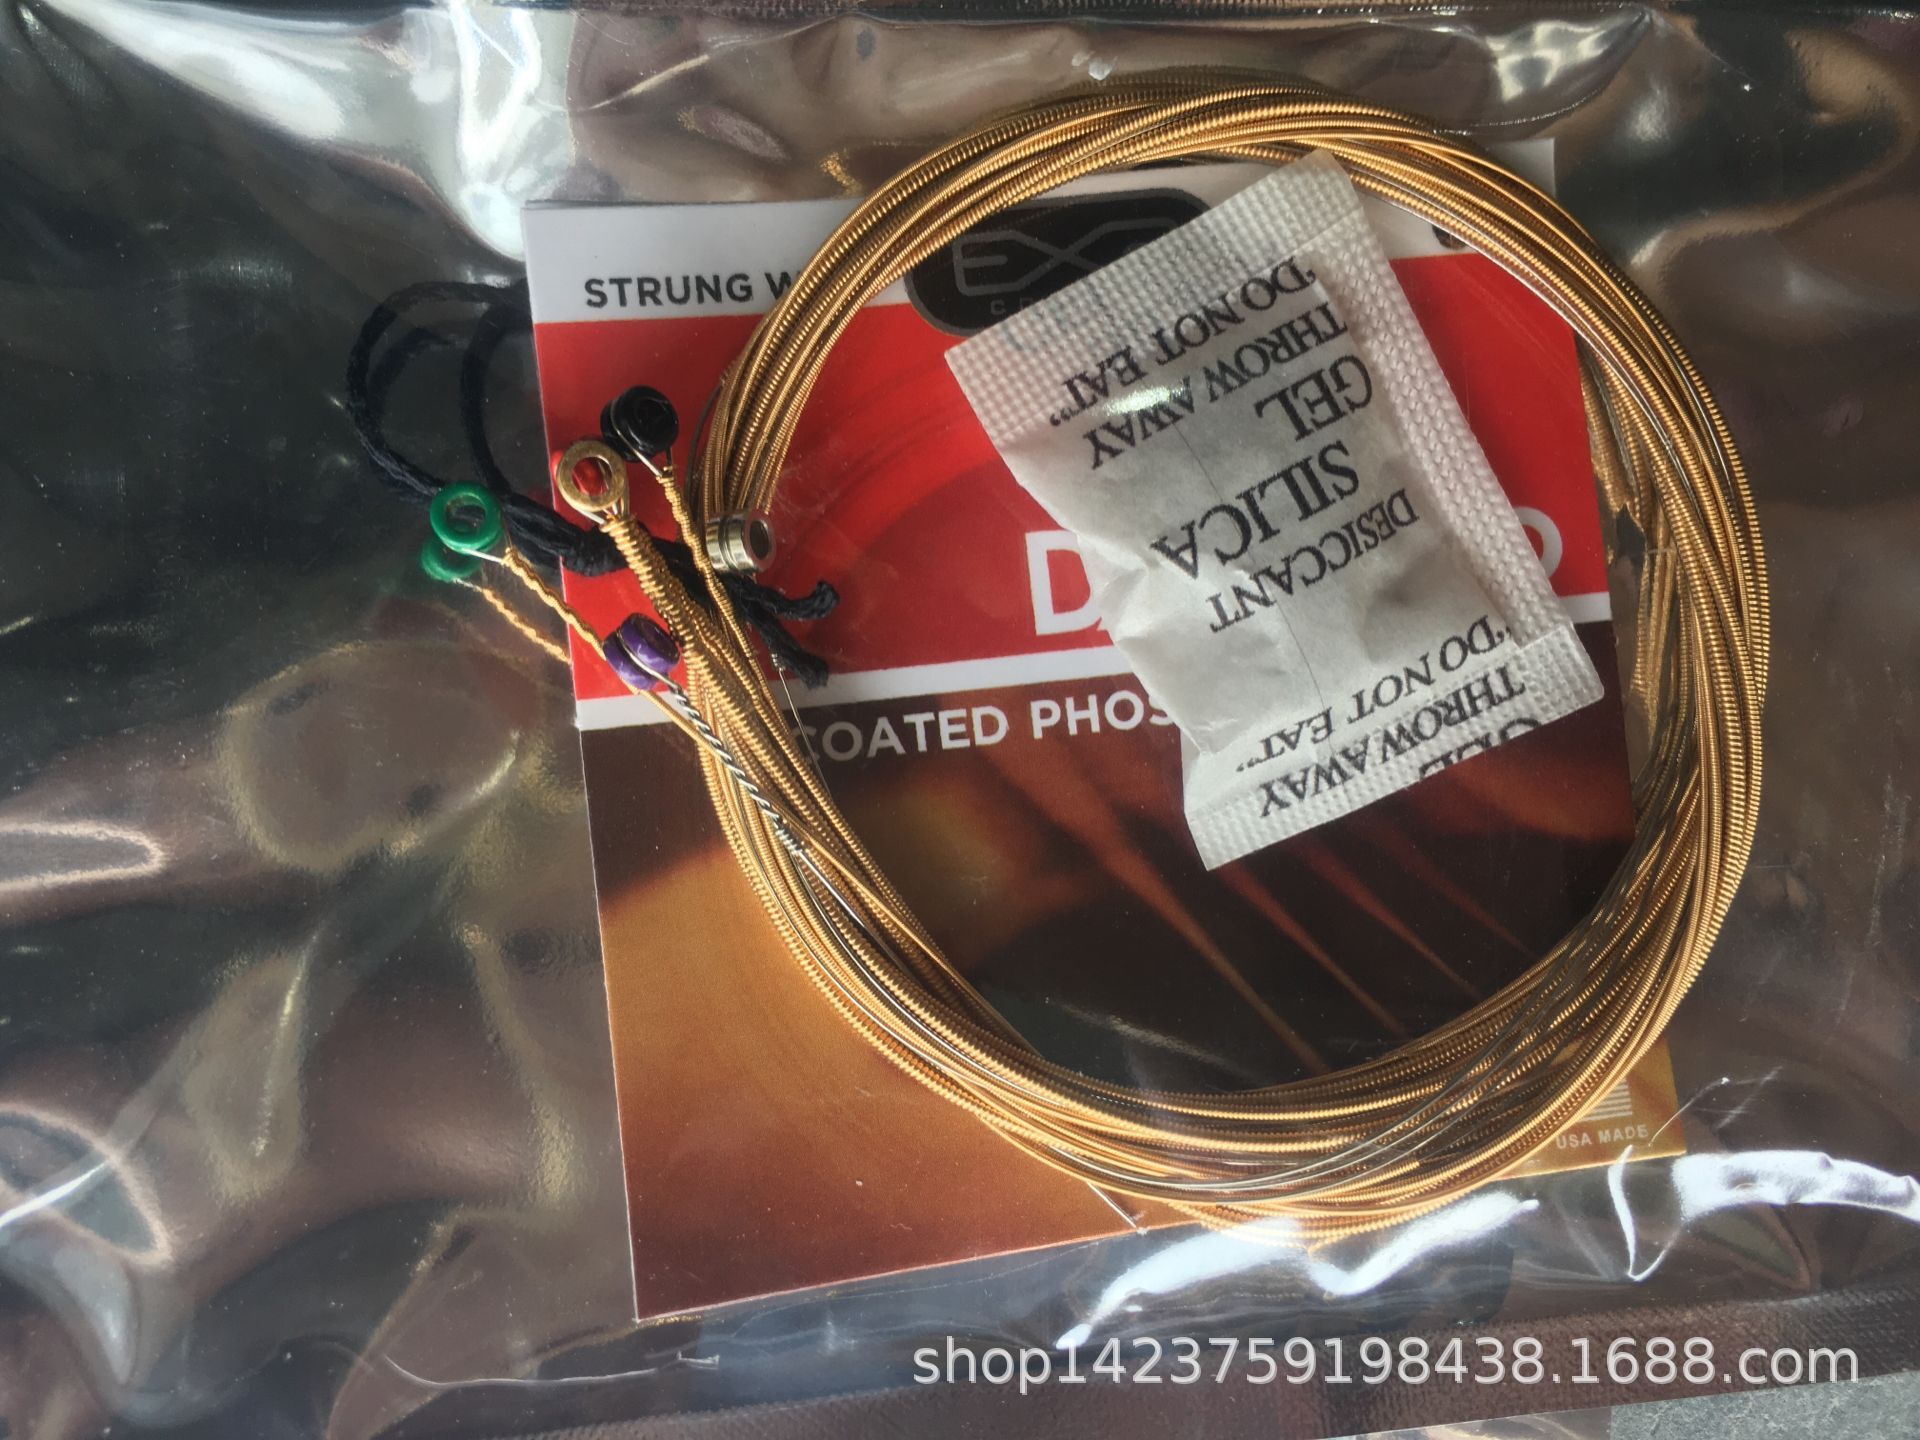 STRUNG W
EX
D
COATED PHOS
"DO NOT EAT"
THROW AWAY
GEL
SILICA
DESICCANT
"DO NOT EAT"
THROW AWAY
USA MADE
shop1423759198438.1688.com